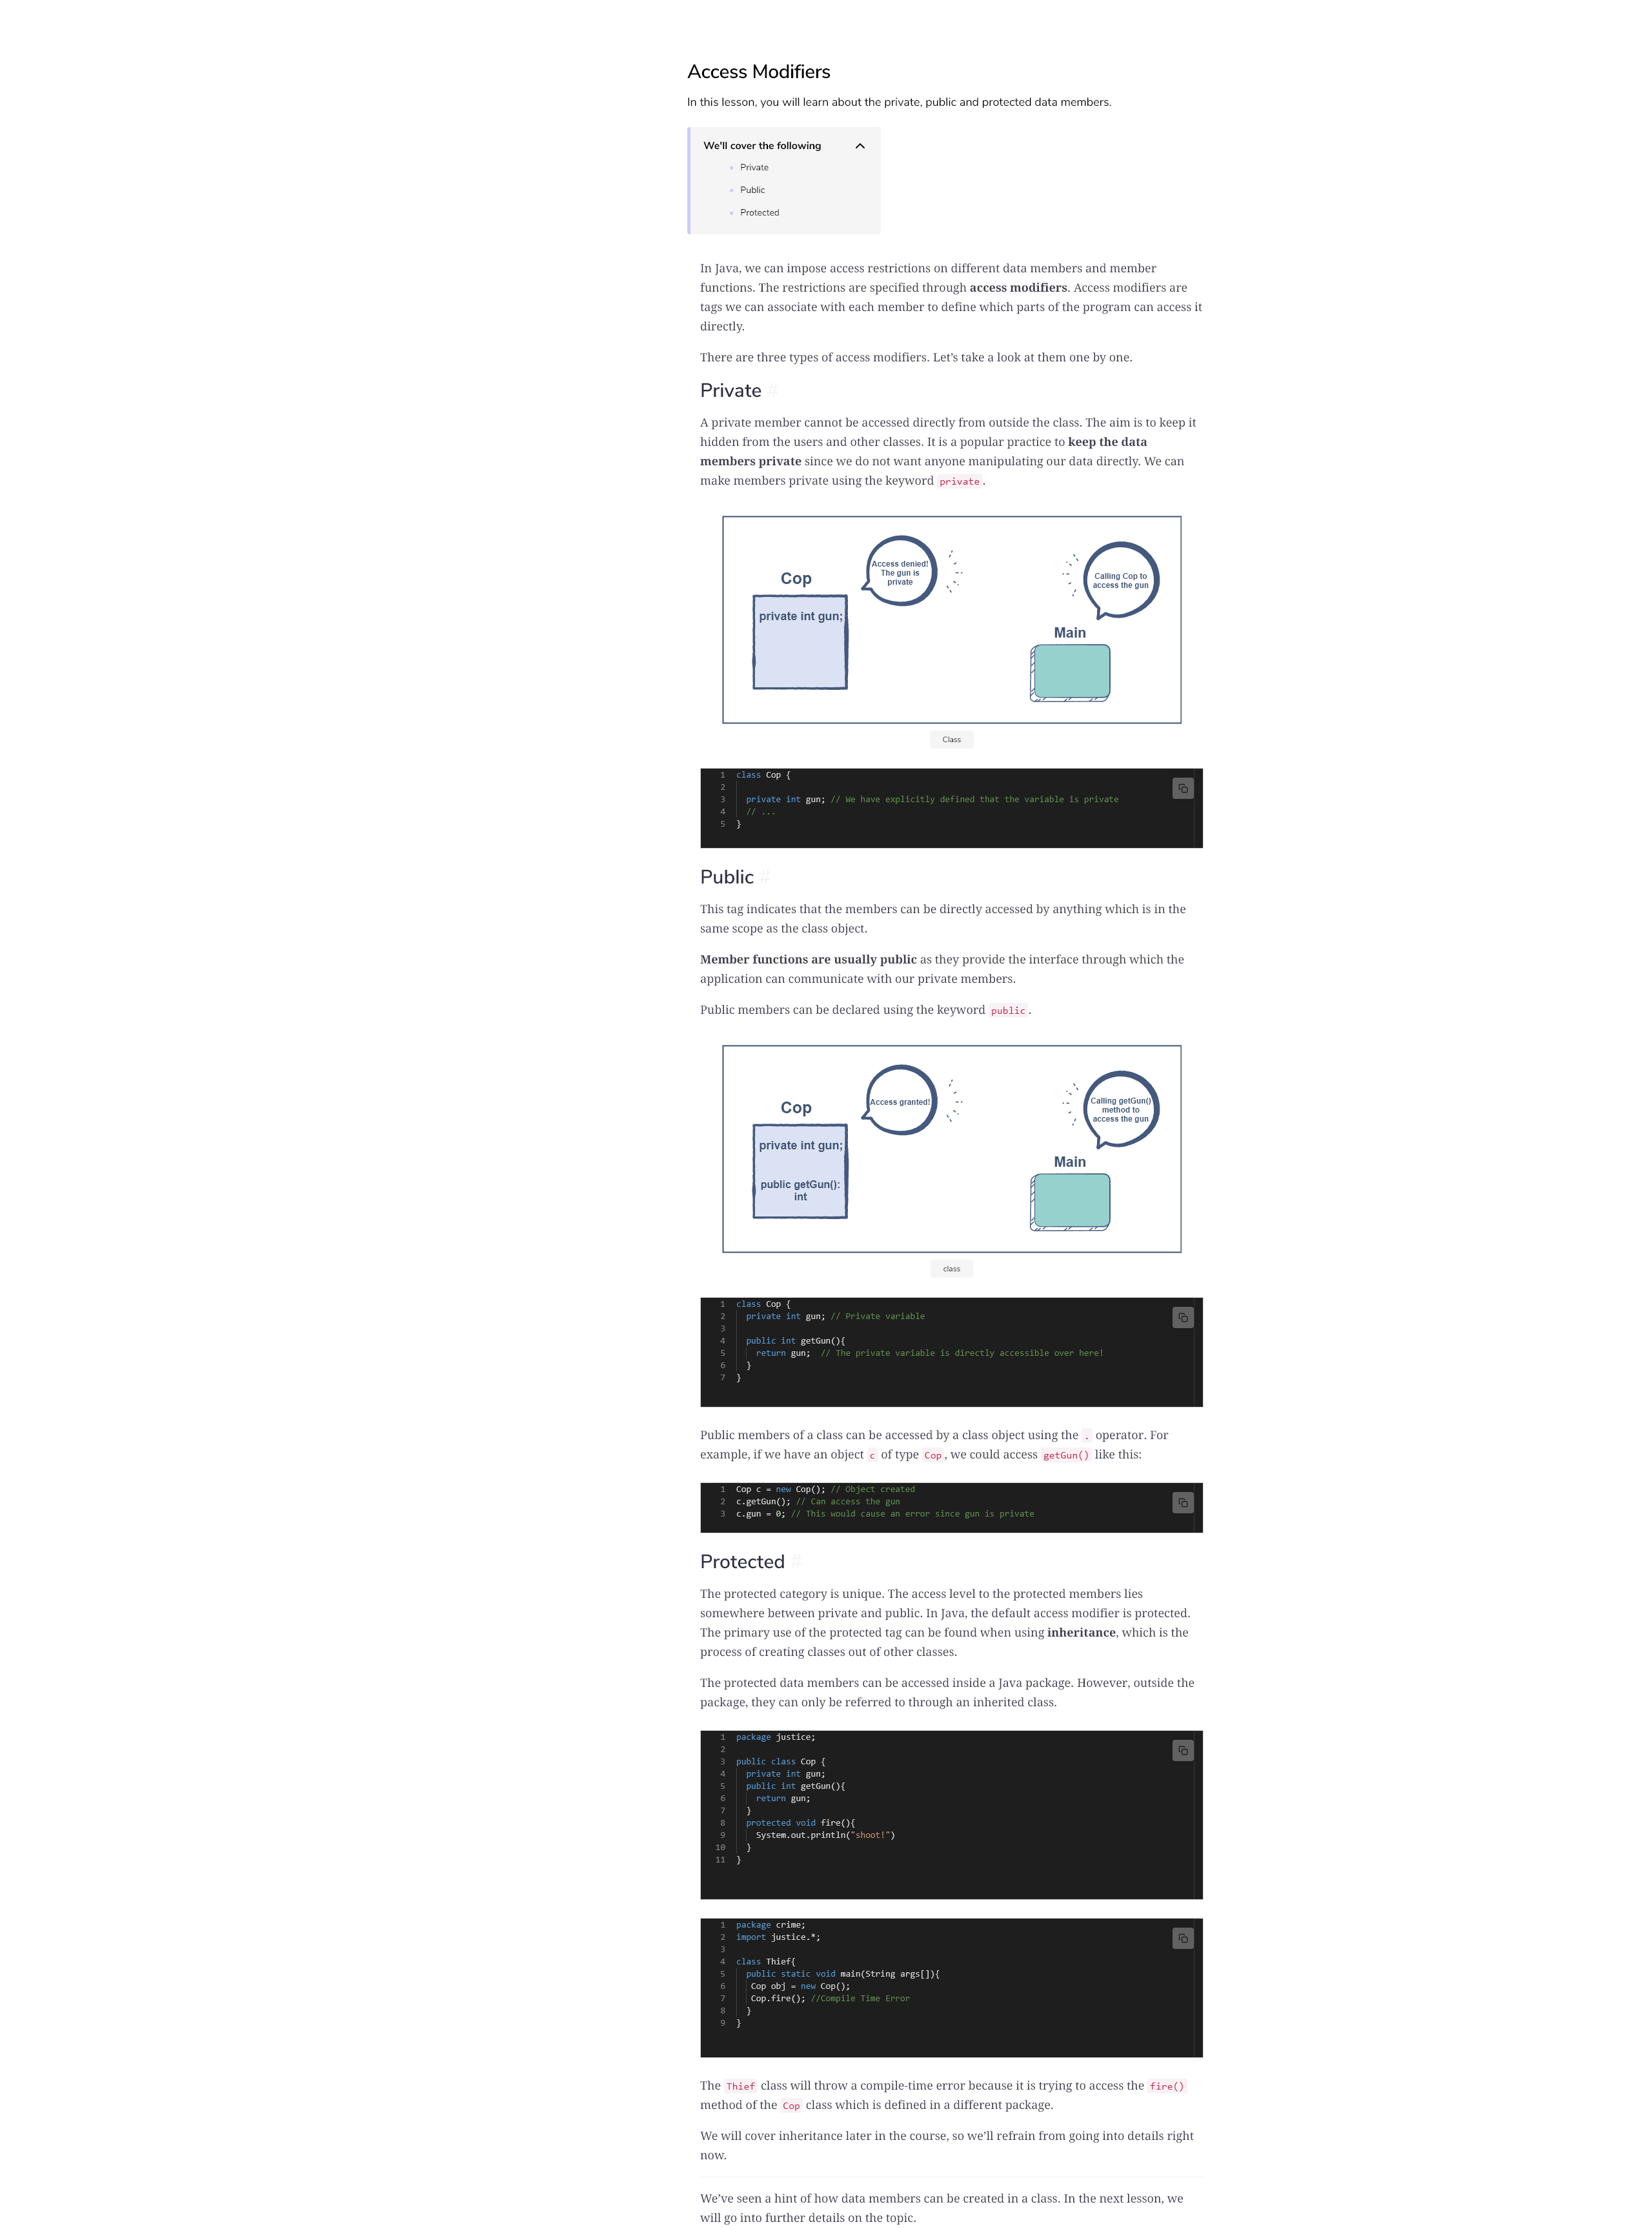 Access Modifiers
In this lesson, you will learn about the private, public and protected data members.
We'll cover the following
Private
Public
Protected
In Java, we can impose access restrictions on different data members and member
functions. The restrictions are specified through access modifiers. Access modifiers are
tags we can associate with each member to define which parts of the program can access it
directly.
There are three types of access modifiers. Let’s take a look at them one by one.
Private #
A private member cannot be accessed directly from outside the class. The aim is to keep it
hidden from the users and other classes. It is a popular practice to keep the data
members private since we do not want anyone manipulating our data directly. We can
make members private using the keyword private.
Cop
private int gun;
Access denied!
The gun is
private
Calling Cop to
access the gun
Main
Class
1 class Cop {
2
3 private int gun; // We have explicitly defined that the variable is private
4 // ...
5 }
Public #
This tag indicates that the members can be directly accessed by anything which is in the
same scope as the class object.
Member functions are usually public as they provide the interface through which the
application can communicate with our private members.
Public members can be declared using the keyword public.
Cop
private int gun;
public getGun():
int
Access granted!
Calling getGun()
method to
access the gun
Main
class
1 class Cop {
2 private int gun; // Private variable
3
4 public int getGun(){
5 return gun;  // The private variable is directly accessible over here!
6 }
7 }
Public members of a class can be accessed by a class object using the . operator. For
example, if we have an object c of type Cop, we could access getGun() like this:
1 Cop c = new Cop(); // Object created
2 c.getGun(); // Can access the gun
3 c.gun = 0; // This would cause an error since gun is private
Protected #
The protected category is unique. The access level to the protected members lies
somewhere between private and public. In Java, the default access modifier is protected.
The primary use of the protected tag can be found when using inheritance, which is the
process of creating classes out of other classes.
The protected data members can be accessed inside a Java package. However, outside the
package, they can only be referred to through an inherited class.
1 package justice;
2
3 public class Cop {
4 private int gun;
5 public int getGun(){
6 return gun;
7 }
8 protected void fire(){
9 System.out.println("shoot!")
10 }
11 }
1 package crime;
2 import justice.*;
3
4 class Thief{
5 public static void main(String args[]){
6 Cop obj = new Cop();
7 Cop.fire(); //Compile Time Error
8 }
9 }
The Thief class will throw a compile-time error because it is trying to access the fire()
method of the Cop class which is defined in a different package.
We will cover inheritance later in the course, so we’ll refrain from going into details right
now.
We’ve seen a hint of how data members can be created in a class. In the next lesson, we
will go into further details on the topic.